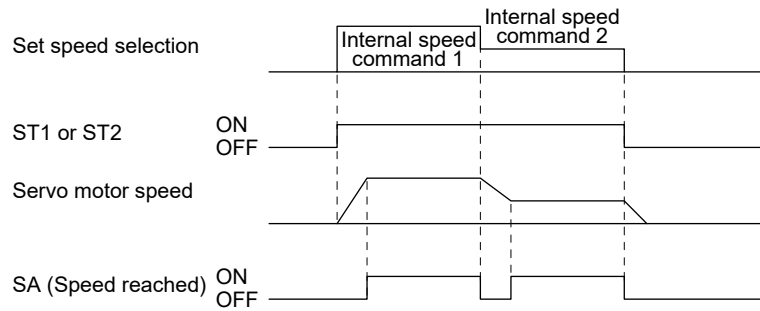 Set speed selection
Internal speed
command 1
Internal speed
command 2
ST1 or ST2
ON
OFF
Servo motor speed
SA (Speed reached)
ON
OFF